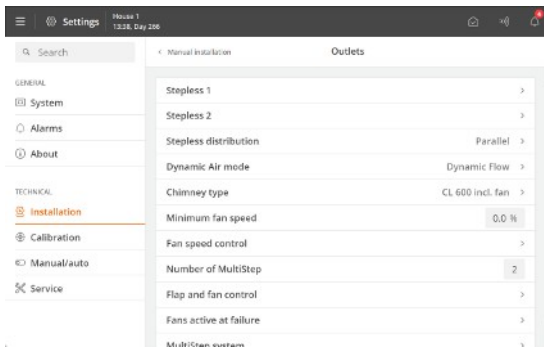 Settings
House 1
13:38, Day 266
Search
Manual installation
Outlets
GENERAL
System
Alarms
About
TECHNICAL
Installation
Calibration
Manual/auto
Service
Stepless 1
Stepless 2
Stepless distribution Parallel
Dynamic Air mode Dynamic Flow
Chimney type CL 600 incl. fan
Minimum fan speed 0.0 %
Fan speed control
Number of MultiStep 2
Flap and fan control
Fans active at failure
MultiStep system